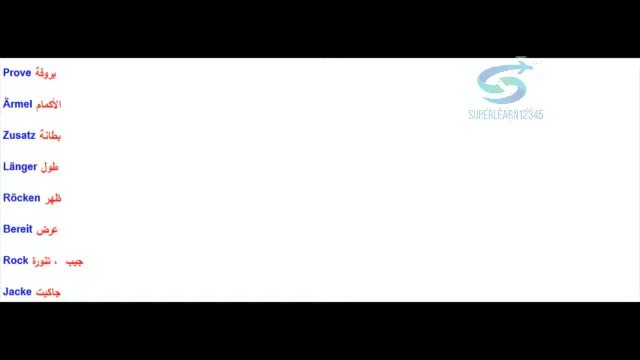 Prove بروفة
SUPERLEARN12345
Ärmel الأكمام
Zusatz بطانة
Länger طول
Röcken ظهر
Bereit عرض
Rock جيب ، تنورة
Jacke جاكيت